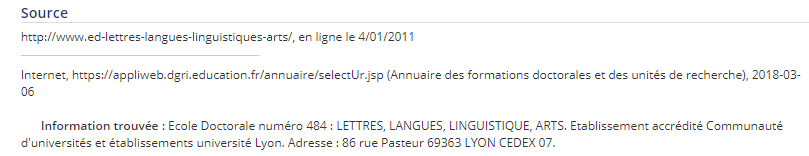 Source
http://www.ed-lettres-langues-linguistiques-arts/, en ligne le 4/01/2011
Internet, https://appliweb.dgri.education.fr/annuaire/selectUr.jsp (Annuaire des formations doctorales et des unités de recherche), 2018-03-
06
Information trouvée : Ecole Doctorale numéro 484 : LETTRES, LANGUES, LINGUISTIQUE, ARTS. Etablissement accrédité Communauté
d'universités et établissements université Lyon. Adresse : 86 rue Pasteur 69363 LYON CEDEX 07.